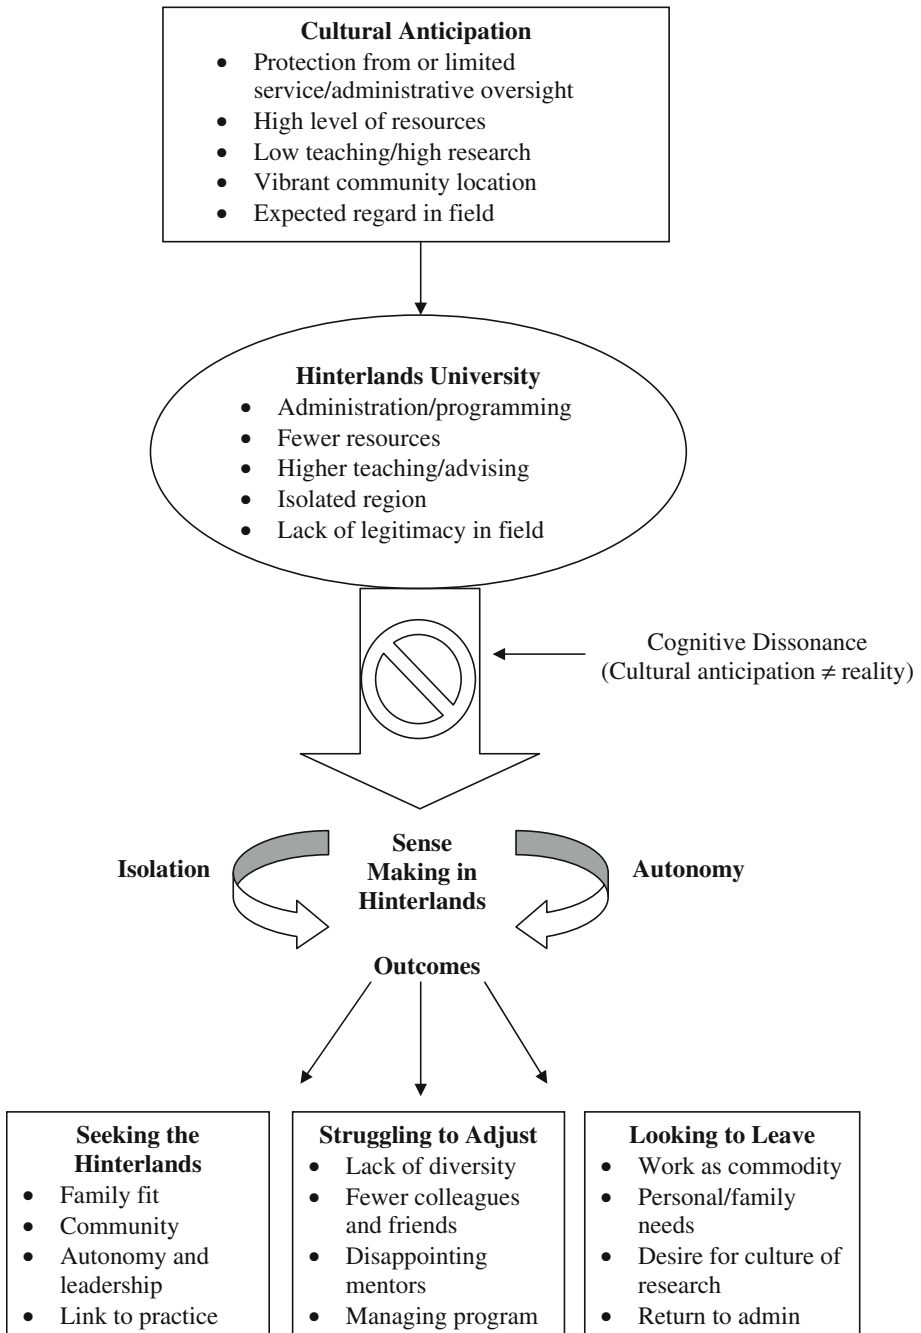 Cultural Anticipation
• Protection from or limited
service/administrative oversight
• High level of resources
• Low teaching/high research
• Vibrant community location
• Expected regard in field
Hinterlands University
• Administration/programming
• Fewer resources
• Higher teaching/advising
• Isolated region
• Lack of legitimacy in field
Cognitive Dissonance
(Cultural anticipation ≠ reality)
Isolation
Sense
Making in
Hinterlands
Autonomy
Outcomes
Seeking the
Hinterlands
• Family fit
• Community
• Autonomy and
leadership
• Link to practice
Struggling to Adjust
• Lack of diversity
• Fewer colleagues
and friends
• Disappointing
mentors
• Managing program
Looking to Leave
• Work as commodity
• Personal/family
needs
• Desire for culture of
research
• Return to admin